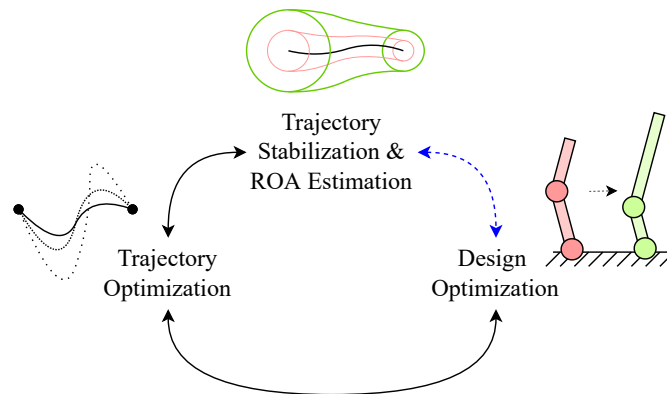 Trajectory
Stabilization &
ROA Estimation
Trajectory
Optimization
Design
Optimization